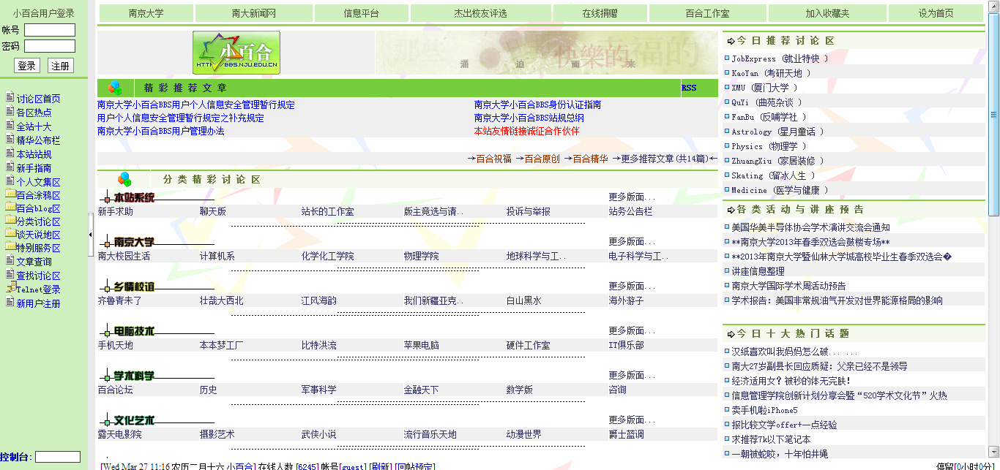 小百合用户登录
帐号
密码
登录 注册
讨论区首页
各区热点
全站十大
精华公布栏
本站站规
新手指南
个人文集区
百合涂鸦区
百合blog区
分类讨论区
谈天说地区
特别服务区
文章查询
查找讨论区
Telnet登录
新用户注册
控制台:
南京大学 南大新闻网 信息平台 杰出校友评选 在线捐赠 百合工作室 加入收藏夹 设为首页
小百合
HTTP://BBS.NJU.EDU.CN
快樂的
涌 迫 而 来
精彩推荐文章 RSS
南京大学小百合BBS用户个人信息安全管理暂行规定 南京大学小百合BBS身份认证指南
用户个人信息安全管理暂行规定之补充规定 南京大学小百合BBS站规总纲
南京大学小百合BBS用户管理办法 本站友情链接诚征合作伙伴
→百合祝福 →百合原创 →百合精华 →更多推荐文章(共14篇)←
分类精彩讨论区
本站系统 更多版面...
新手求助 聊天版 站长的工作室 版主竞选与请.. 投诉与举报 站务公告栏
南京大学 更多版面...
南大校园生活 计算机系 化学化工学院 物理学院 地球科学与工.. 电子科学与工..
乡情校谊 更多版面...
齐鲁青未了 壮哉大西北 江风海韵 我们新疆亚克.. 白山黑水 海外游子
电脑技术 更多版面...
手机天地 本本梦工厂 比特洪流 苹果电脑 硬件工作室 IT俱乐部
学术科学 更多版面...
百合论坛 历史 军事科学 金融天下 数学版 咨询
文化艺术 更多版面...
露天电影院 摄影艺术 武侠小说 流行音乐天地 动漫世界 爵士蓝调
今日推荐讨论区
JobExpress (就业特快 )
KaoYan (考研天地 )
XMU (厦门大学 )
QuYi (曲苑杂谈 )
FanBu (反哺学社 )
Astrology (星月童话 )
Physics (物理学 )
ZhuangXiu (家居装修 )
Skating (留冰人生 )
Medicine (医学与健康 )
各类活动与讲座预告
美国华美半导体协会学术演讲交流会通知
**南京大学2013年春季双选会鼓楼专场**
**2013年南京大学暨仙林大学城高校毕业生春季双选会�
讲座信息整理
南京大学国际学术周活动预告
学术报告：美国非常规油气开发对世界能源格局的影响
今日十大热门话题
汉纸喜欢叫我妈妈怎么破... ...
南大27岁副县长回应质疑：父亲已经不是领导
经济适用女？被秒的体无完肤！
信息管理学院创新计划分享会暨“520学术文化节”火热
卖手机啦iPhone5
报比较文学offer+一点经验
求推荐7k以下笔记本
一朝被蛇咬，十年怕井绳
[Wed Mar 27 11:16 农历二月十六 小百合] 在线人数 [6245] 帐号[guest] [刷新] [回帖预定] 停留[0小时0分]